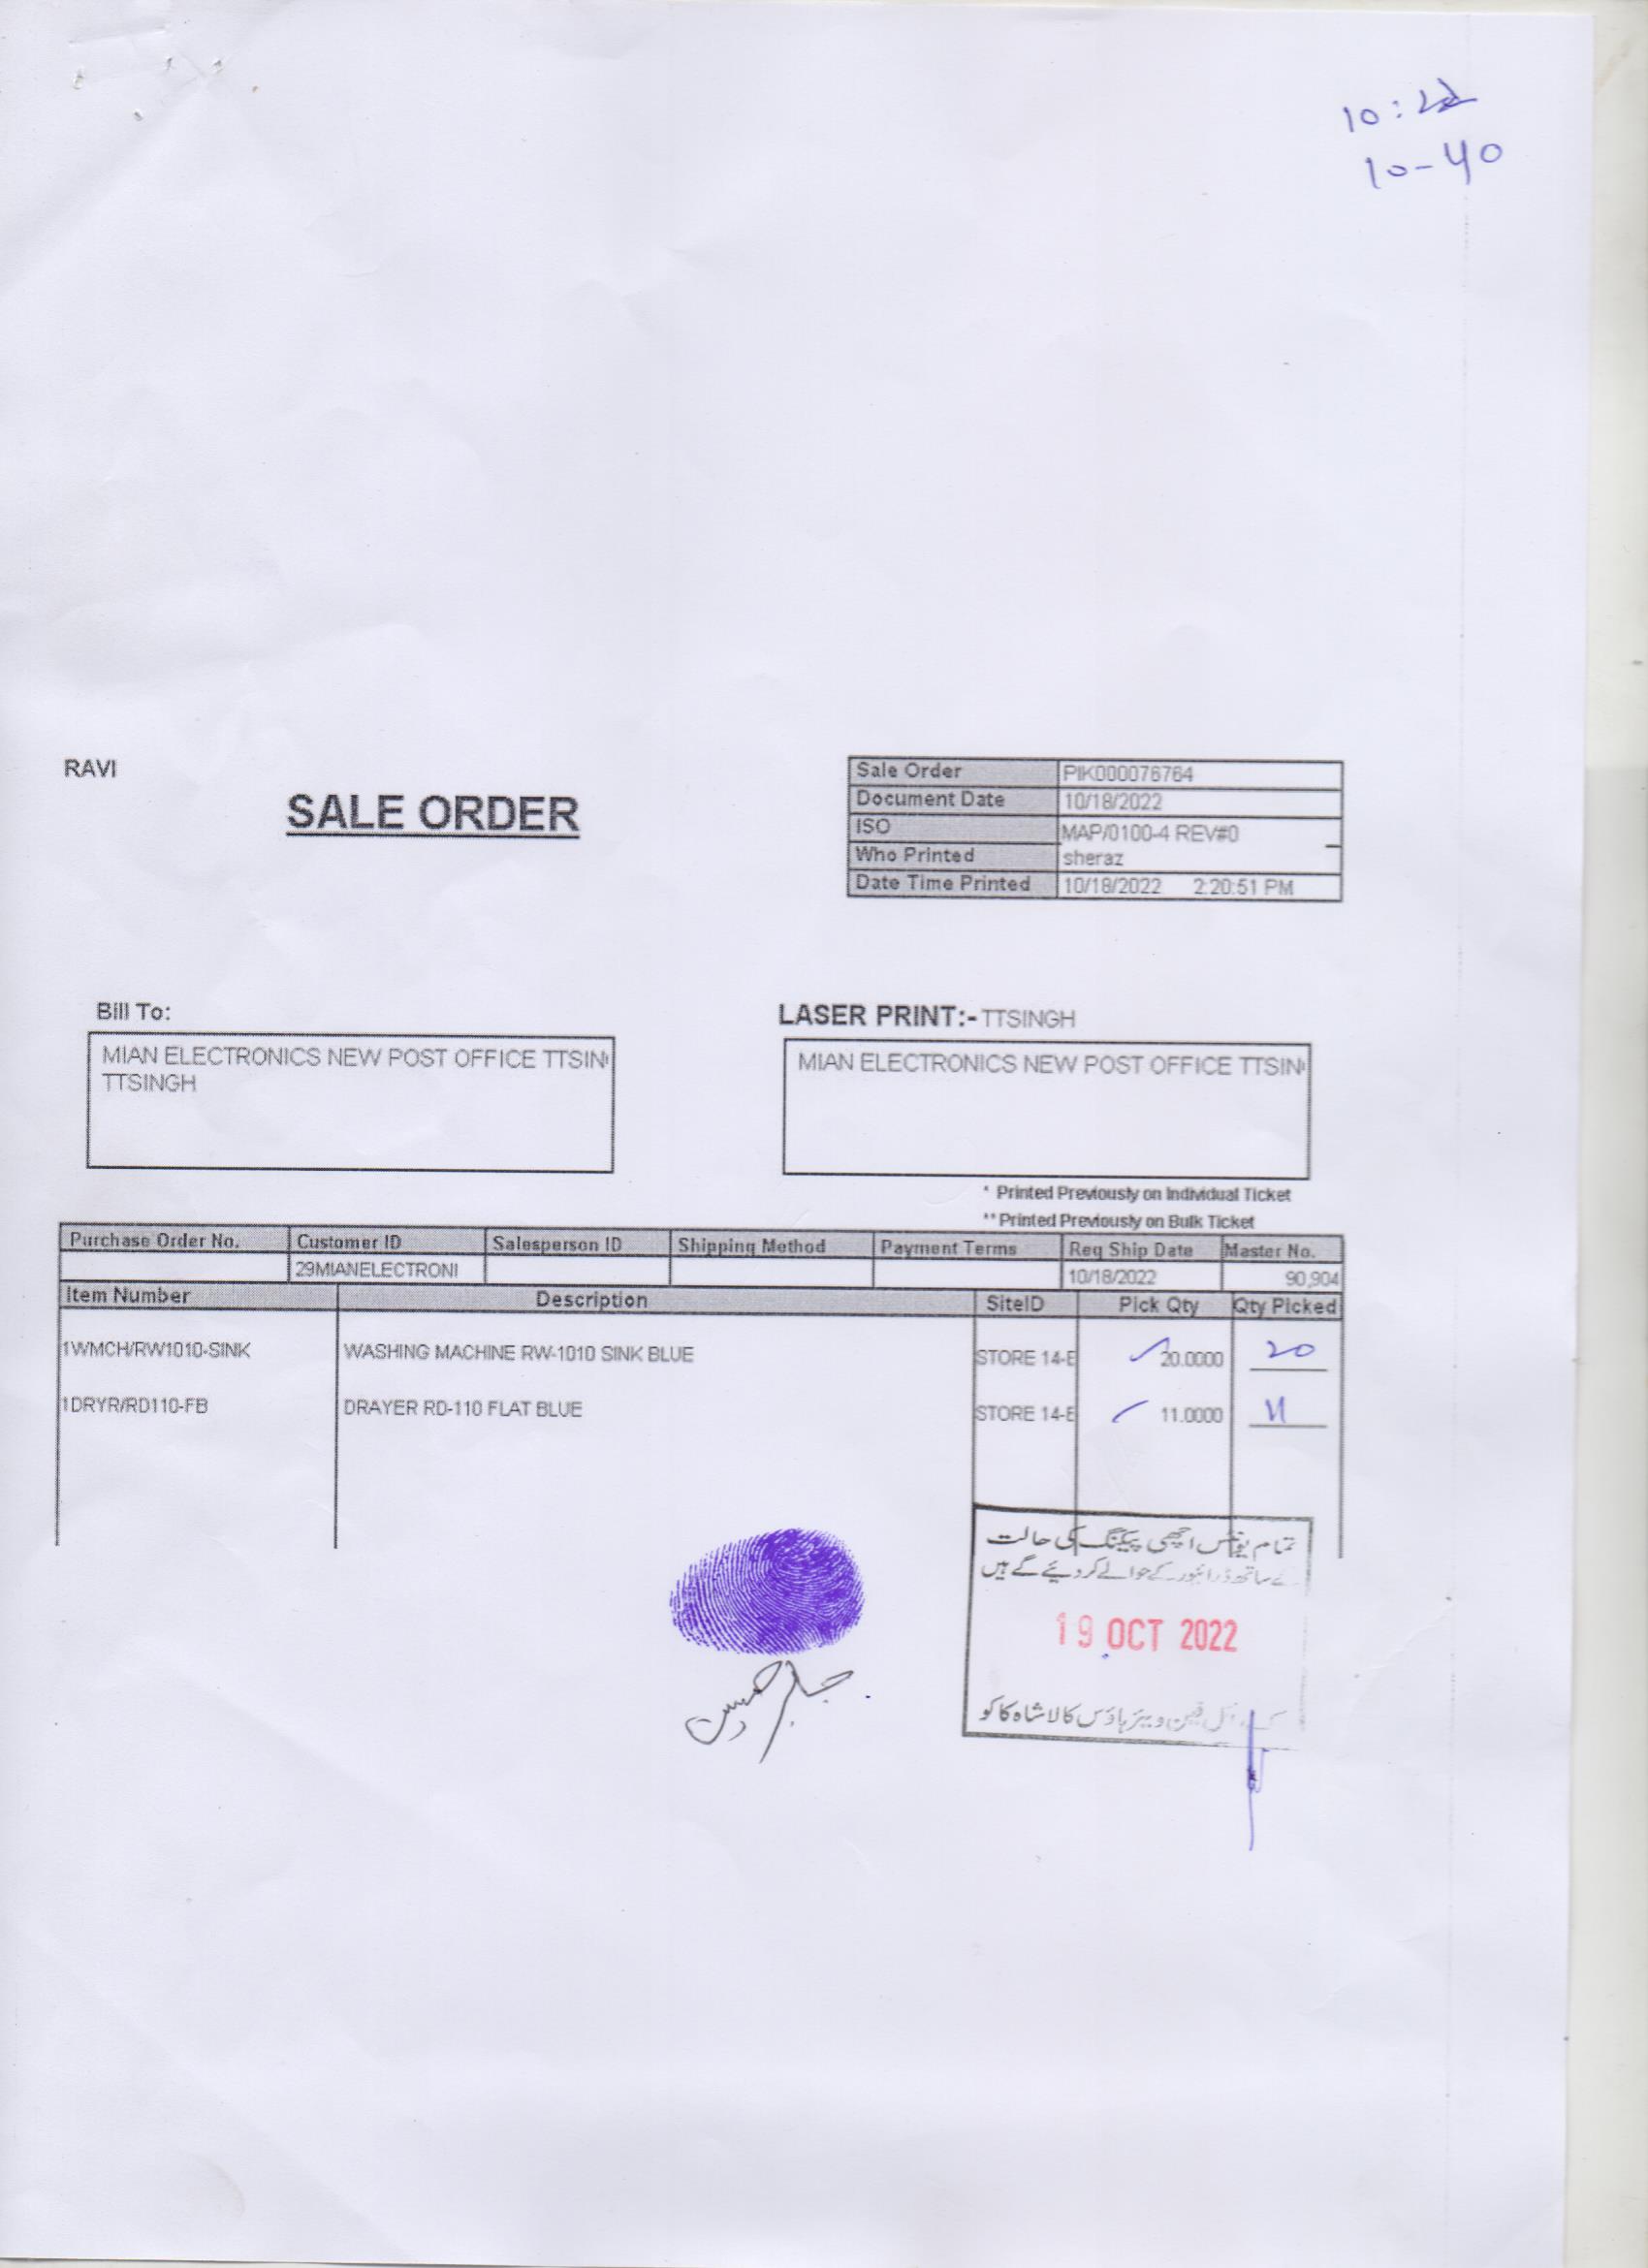 10:22
10-40
RAVI
SALE ORDER
Sale Order PIK000076764
Document Date 10/18/2022
ISO MAP/0100-4 REV#0
Who Printed sheraz
Date Time Printed 10/18/2022 2:20:51 PM
Bill To:
MIAN ELECTRONICS NEW POST OFFICE TTSIN
TTSINGH
LASER PRINT:- TTSINGH
MIAN ELECTRONICS NEW POST OFFICE TTSIN
* Printed Previously on Individual Ticket
** Printed Previously on Bulk Ticket
Purchase Order No. Customer ID Salesperson ID Shipping Method Payment Terms Req Ship Date Master No.
29MIANELECTRONI 10/18/2022 90,904
Item Number Description SiteID Pick Qty Qty Picked
1WMCH/RW1010-SINK WASHING MACHINE RW-1010 SINK BLUE STORE 14-E 20.0000 20
1DRYR/RD110-FB DRAYER RD-110 FLAT BLUE STORE 14-E 11.0000 11
تمام یونٹس اچھی پیکنگ کی حالت
کے ساتھ ڈرائیور کے حوالے کر دیئے گے ہیں
19 OCT 2022
فین ویئر ہاؤس کالا شاہ کاکو